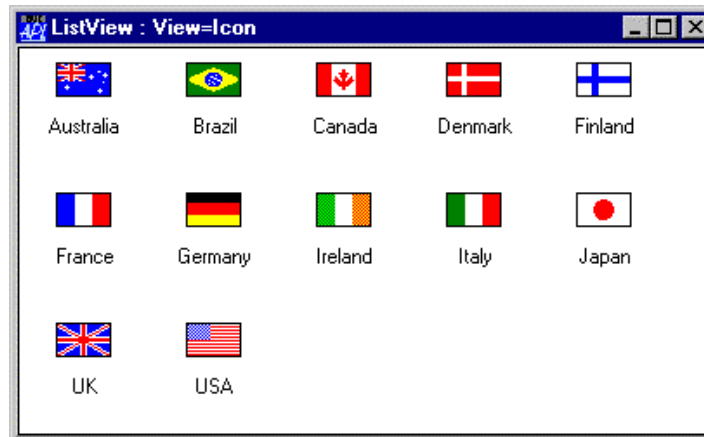 ListView : View=Icon
Australia Brazil Canada Denmark Finland
France Germany Ireland Italy Japan
UK USA